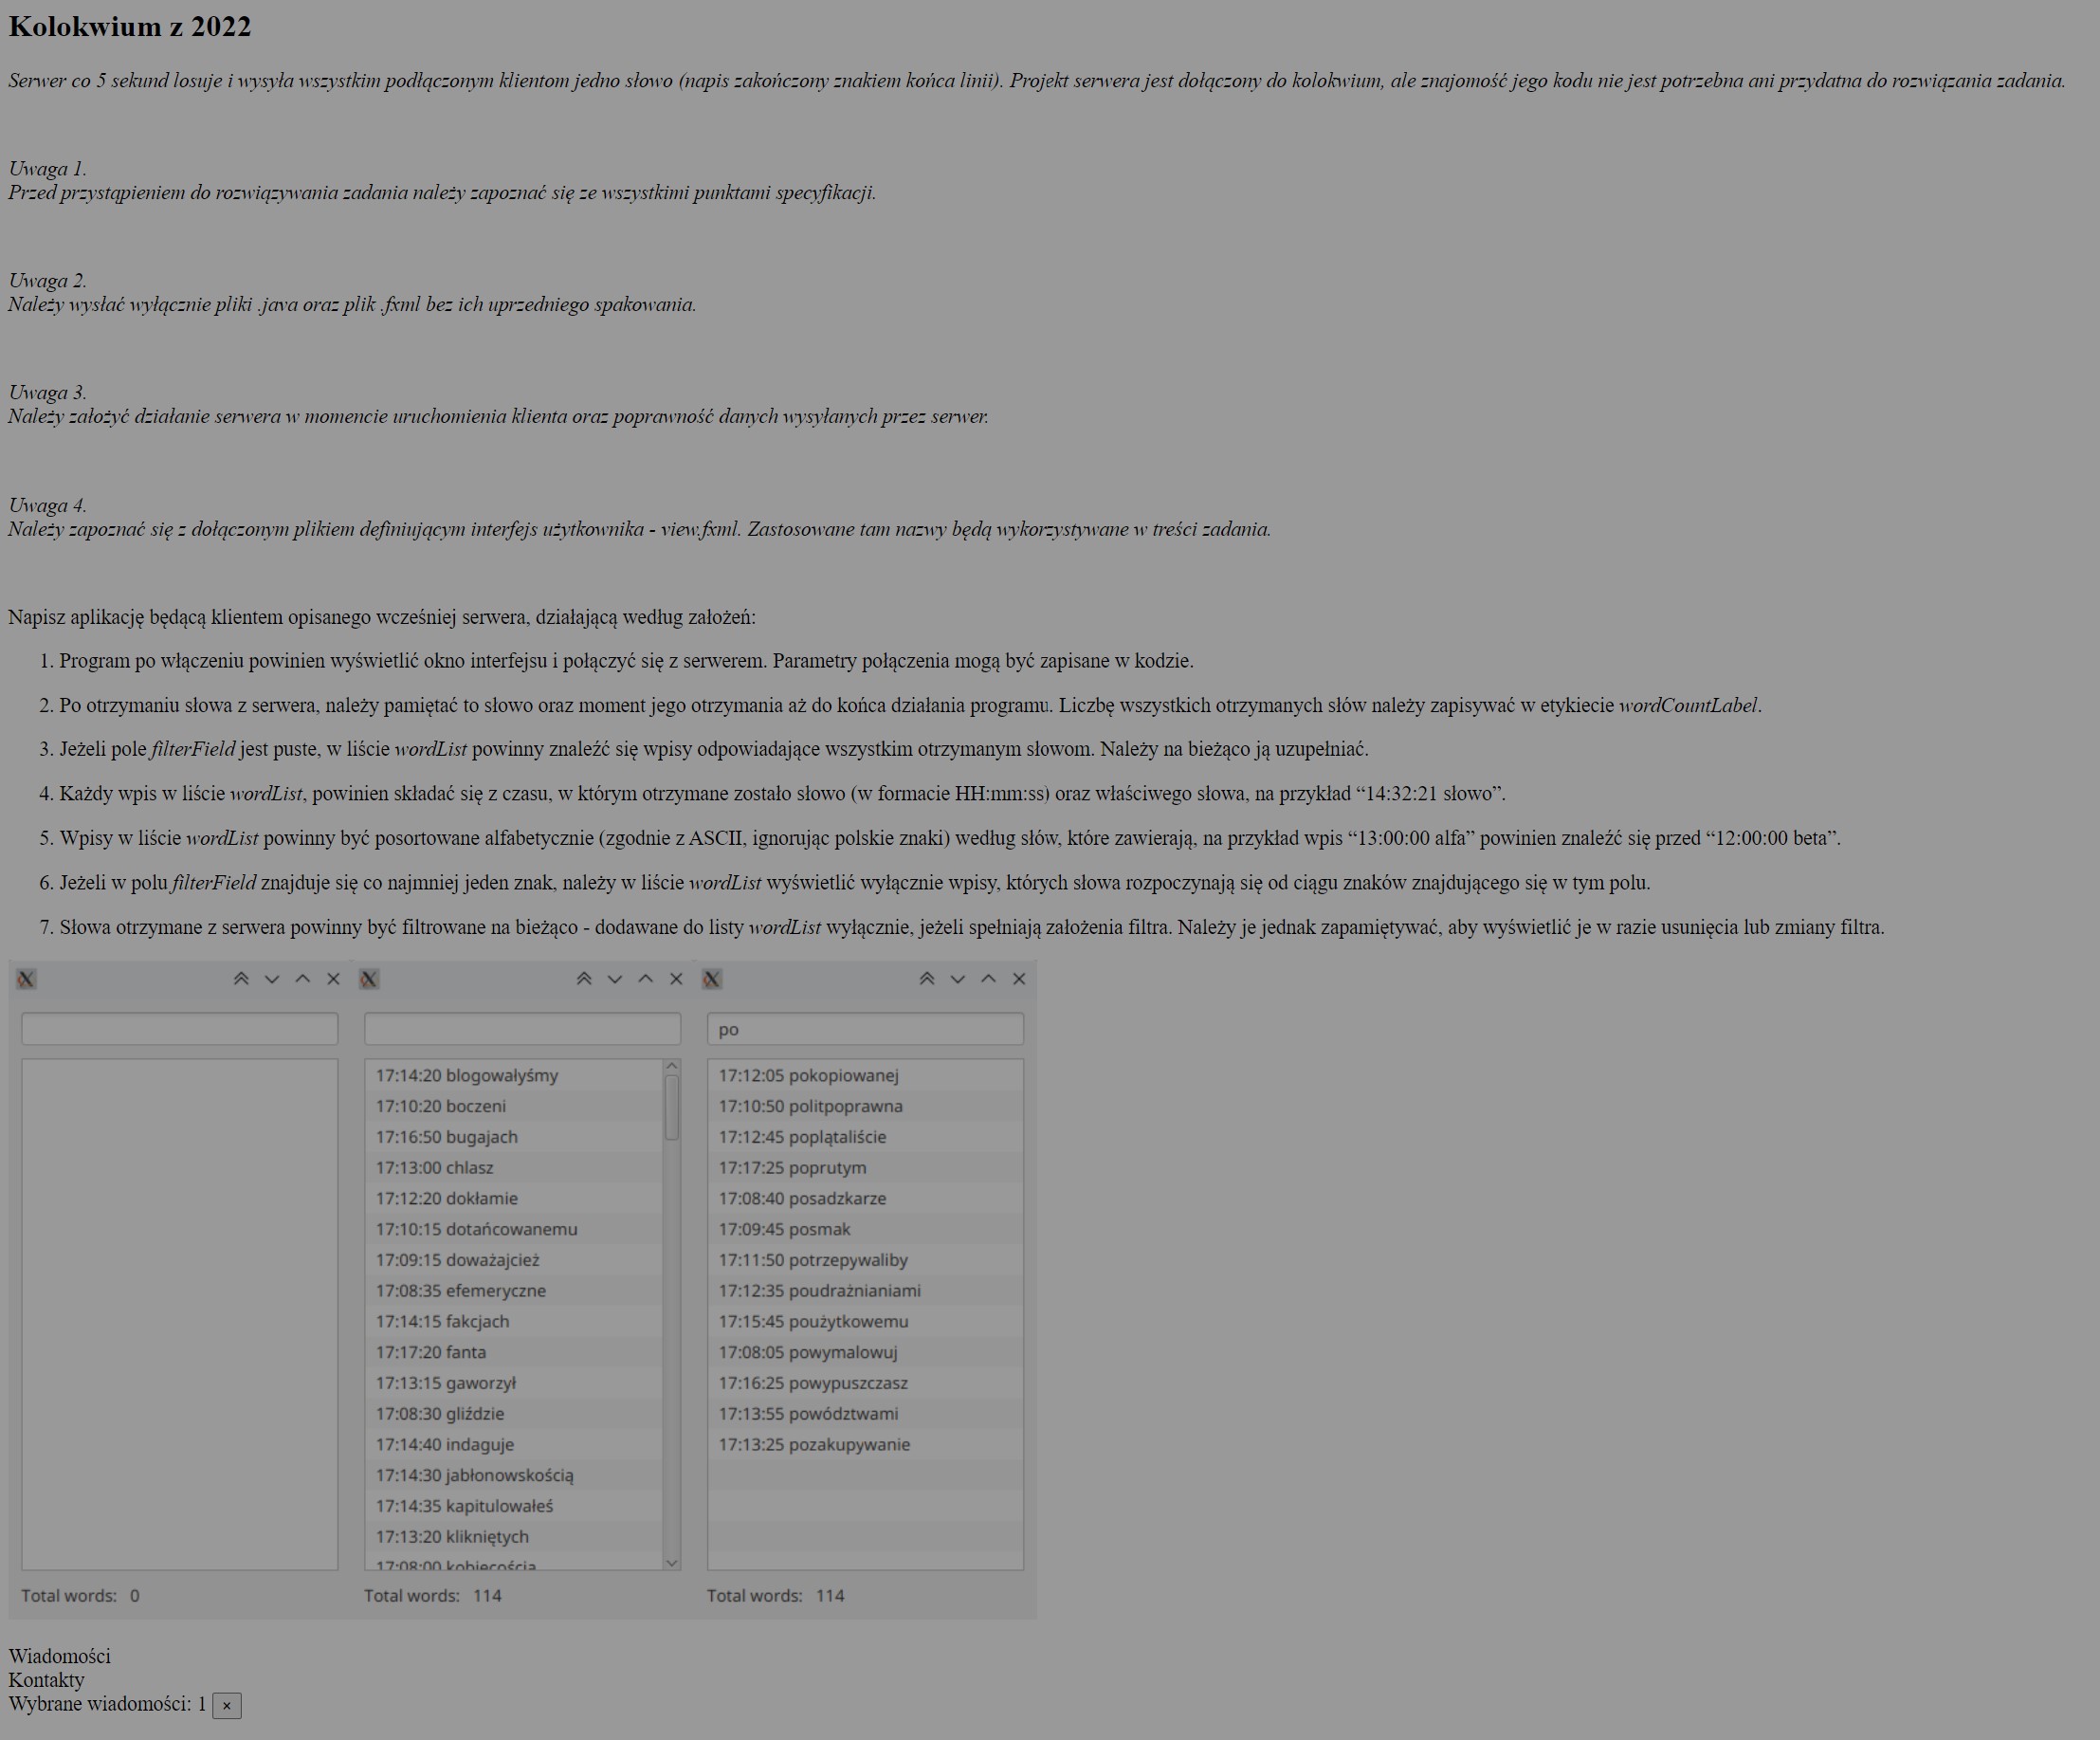 Kolokwium z 2022
Serwer co 5 sekund losuje i wysyła wszystkim podłączonym klientom jedno słowo (napis zakończony znakiem końca linii). Projekt serwera jest dołączony do kolokwium, ale znajomość jego kodu nie jest potrzebna ani przydatna do rozwiązania zadania.
Uwaga 1.
Przed przystąpieniem do rozwiązywania zadania należy zapoznać się ze wszystkimi punktami specyfikacji.
Uwaga 2.
Należy wysłać wyłącznie pliki .java oraz plik .fxml bez ich uprzedniego spakowania.
Uwaga 3.
Należy założyć działanie serwera w momencie uruchomienia klienta oraz poprawność danych wysyłanych przez serwer.
Uwaga 4.
Należy zapoznać się z dołączonym plikiem definiującym interfejs użytkownika - view.fxml. Zastosowane tam nazwy będą wykorzystywane w treści zadania.
Napisz aplikację będącą klientem opisanego wcześniej serwera, działającą według założeń:
1. Program po włączeniu powinien wyświetlić okno interfejsu i połączyć się z serwerem. Parametry połączenia mogą być zapisane w kodzie.
2. Po otrzymaniu słowa z serwera, należy pamiętać to słowo oraz moment jego otrzymania aż do końca działania programu. Liczbę wszystkich otrzymanych słów należy zapisywać w etykiecie wordCountLabel.
3. Jeżeli pole filterField jest puste, w liście wordList powinny znaleźć się wpisy odpowiadające wszystkim otrzymanym słowom. Należy na bieżąco ją uzupełniać.
4. Każdy wpis w liście wordList, powinien składać się z czasu, w którym otrzymane zostało słowo (w formacie HH:mm:ss) oraz właściwego słowa, na przykład “14:32:21 słowo”.
5. Wpisy w liście wordList powinny być posortowane alfabetycznie (zgodnie z ASCII, ignorując polskie znaki) według słów, które zawierają, na przykład wpis “13:00:00 alfa” powinien znaleźć się przed “12:00:00 beta”.
6. Jeżeli w polu filterField znajduje się co najmniej jeden znak, należy w liście wordList wyświetlić wyłącznie wpisy, których słowa rozpoczynają się od ciągu znaków znajdującego się w tym polu.
7. Słowa otrzymane z serwera powinny być filtrowane na bieżąco - dodawane do listy wordList wyłącznie, jeżeli spełniają założenia filtra. Należy je jednak zapamiętywać, aby wyświetlić je w razie usunięcia lub zmiany filtra.
Total words: 0
17:14:20 blogowałyśmy
17:10:20 boczeni
17:16:50 bugajach
17:13:00 chlasz
17:12:20 dokłamie
17:10:15 dotańcowanemu
17:09:15 doważajcież
17:08:35 efemeryczne
17:14:15 fakcjach
17:17:20 fanta
17:13:15 gaworzył
17:08:30 gliździe
17:14:40 indaguje
17:14:30 jabłonowskością
17:14:35 kapitulowałeś
17:13:20 klikniętych
17:08:00 kobiecością
Total words: 114
po
17:12:05 pokopiowanej
17:10:50 politpoprawna
17:12:45 poplątaliście
17:17:25 poprutym
17:08:40 posadzkarze
17:09:45 posmak
17:11:50 potrzepywaliby
17:12:35 poudrażnianiami
17:15:45 poużytkowemu
17:08:05 powymalowuj
17:16:25 powypuszczasz
17:13:55 powództwami
17:13:25 pozakupywanie
Total words: 114
Wiadomości
Kontakty
Wybrane wiadomości: 1 ×